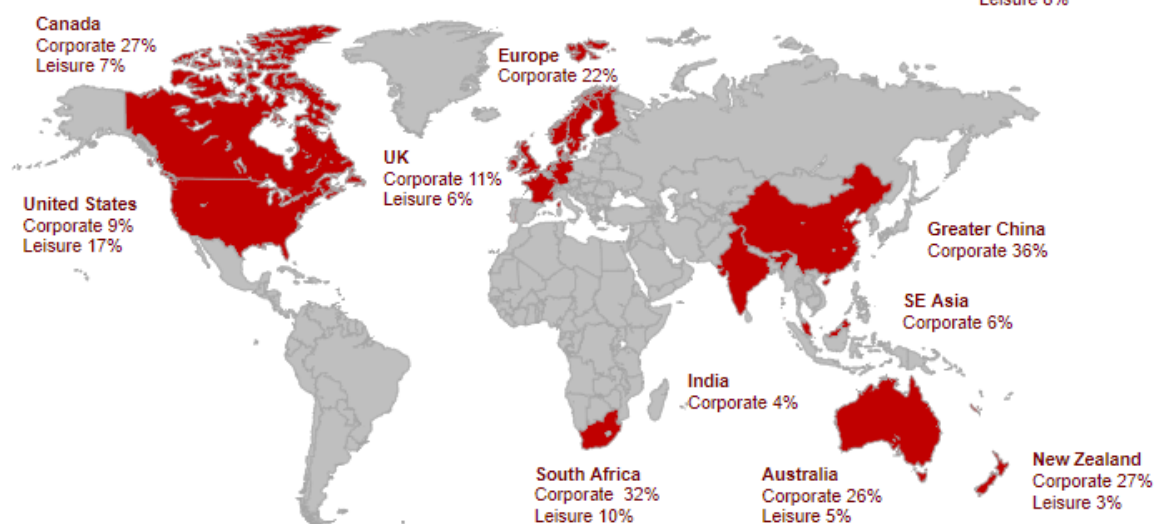 Canada
Corporate 27%
Leisure 7%
Europe
Corporate 22%
UK
Corporate 11%
Leisure 6%
United States
Corporate 9%
Leisure 17%
Greater China
Corporate 36%
SE Asia
Corporate 6%
India
Corporate 4%
South Africa
Corporate 32%
Leisure 10%
Australia
Corporate 26%
Leisure 5%
New Zealand
Corporate 27%
Leisure 3%